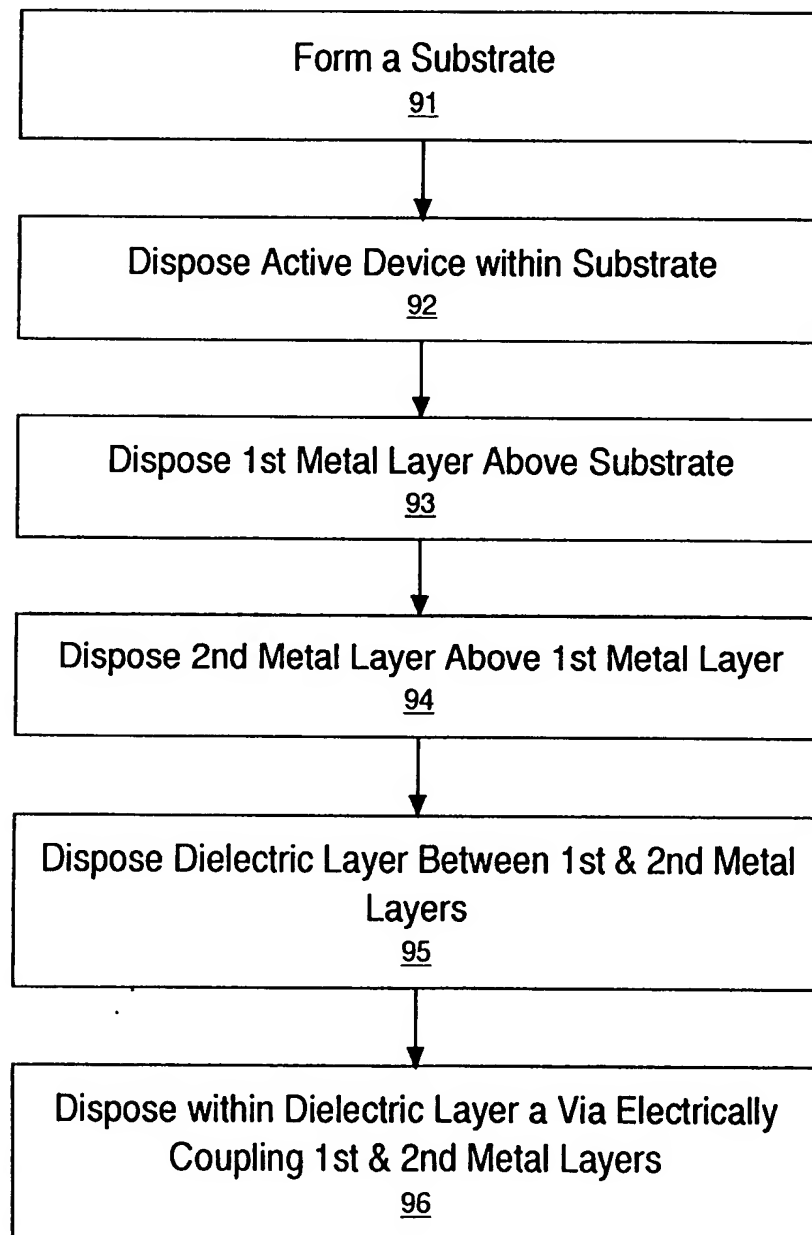 Form a Substrate
91
Dispose Active Device within Substrate
92
Dispose 1st Metal Layer Above Substrate
93
Dispose 2nd Metal Layer Above 1st Metal Layer
94
Dispose Dielectric Layer Between 1st & 2nd Metal
Layers
95
Dispose within Dielectric Layer a Via Electrically
Coupling 1st & 2nd Metal Layers
96